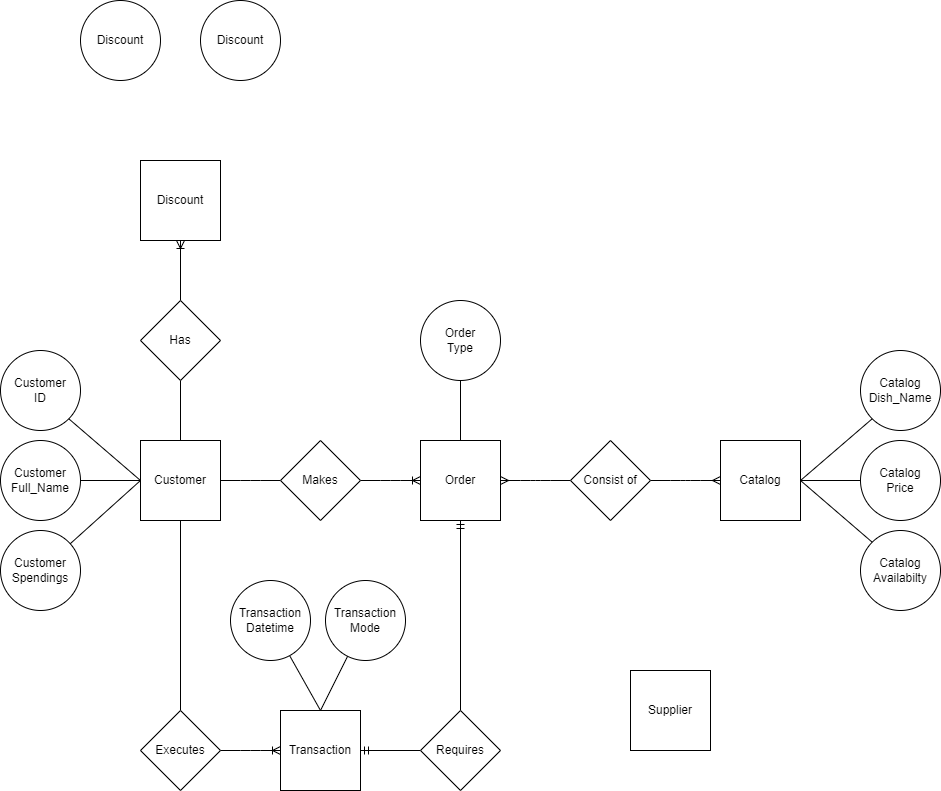 Discount
Discount
Discount
Has
Order
Type
Customer
ID
Catalog
Dish_Name
Customer
Full_Name
Customer
Makes
Order
Consist of
Catalog
Catalog
Price
Customer
Spendings
Catalog
Availabilty
Transaction
Datetime
Transaction
Mode
Supplier
Executes
Transaction
Requires